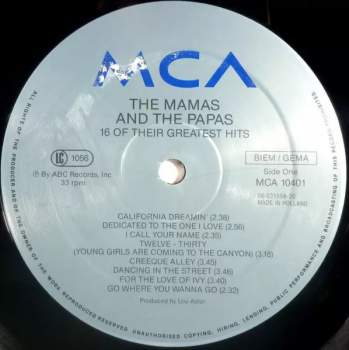 MCA
THE MAMAS
AND THE PAPAS
16 OF THEIR GREATEST HITS
LC 1056
BIEM / GEMA
℗ By ABC Records, Inc.
33 rpm
Side One
MCA 10401
MADE IN HOLLAND
CALIFORNIA DREAMIN' (2.38)
DEDICATED TO THE ONE I LOVE (2.56)
I CALL YOUR NAME (2.35)
TWELVE - THIRTY
(YOUNG GIRLS ARE COMING TO THE CANYON) (3.16)
CREEQUE ALLEY (3.45)
DANCING IN THE STREET (3.46)
FOR THE LOVE OF IVY (3.40)
GO WHERE YOU WANNA GO (2.32)
Produced by Lou Adler
ALL RIGHTS OF THE PRODUCER AND OF THE OWNER OF THE WORK REPRODUCED RESERVED. UNAUTHORISED COPYING, HIRING, LENDING, PUBLIC PERFORMANCE AND BROADCASTING OF THIS RECORD PROHIBITED